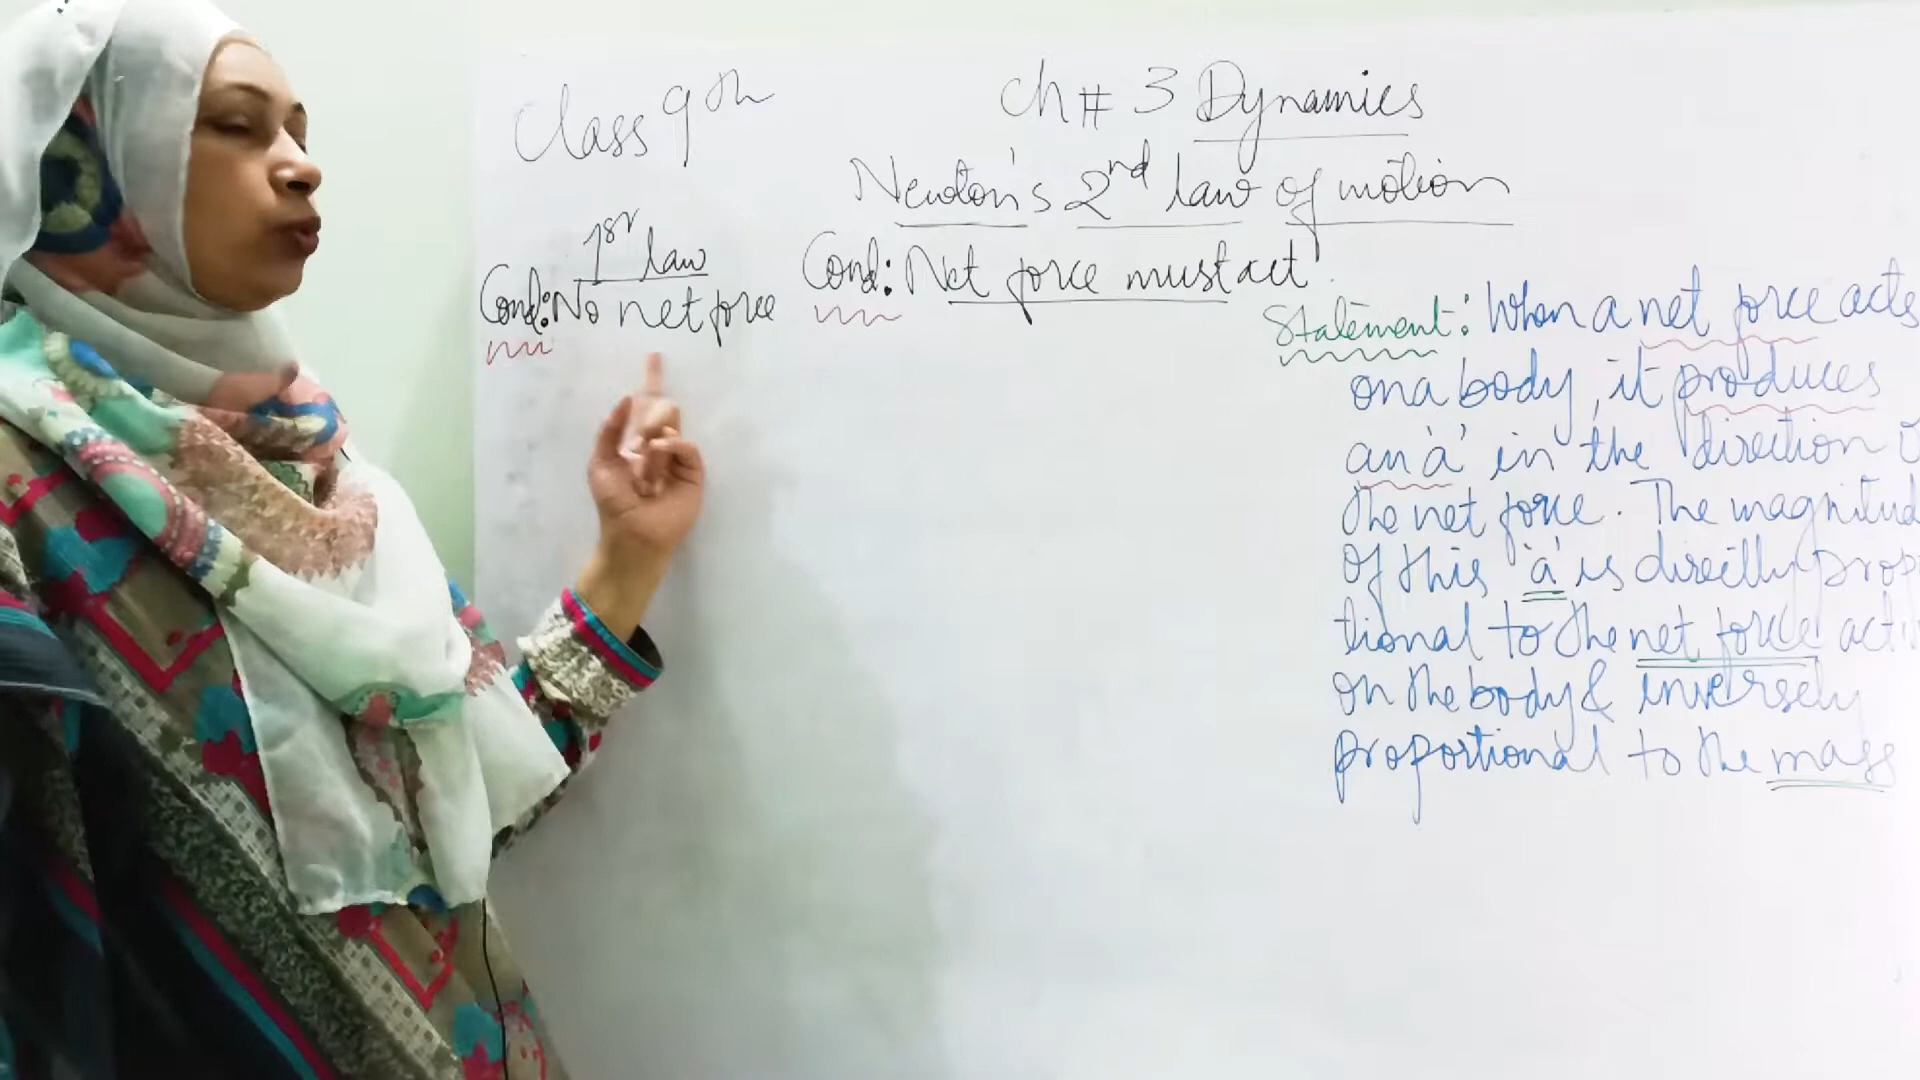 Class 9th
Ch # 3 Dynamics
Newton's 2nd law of motion
1st law
Cond: No net force
Cond: Net force must act
Statement: When a net force acts
on a body, it produces
an 'a' in the direction
the net force. The magnitud
of this 'a' is directly prop
tional to the net force acti
on the body & inversely
proportional to the mass